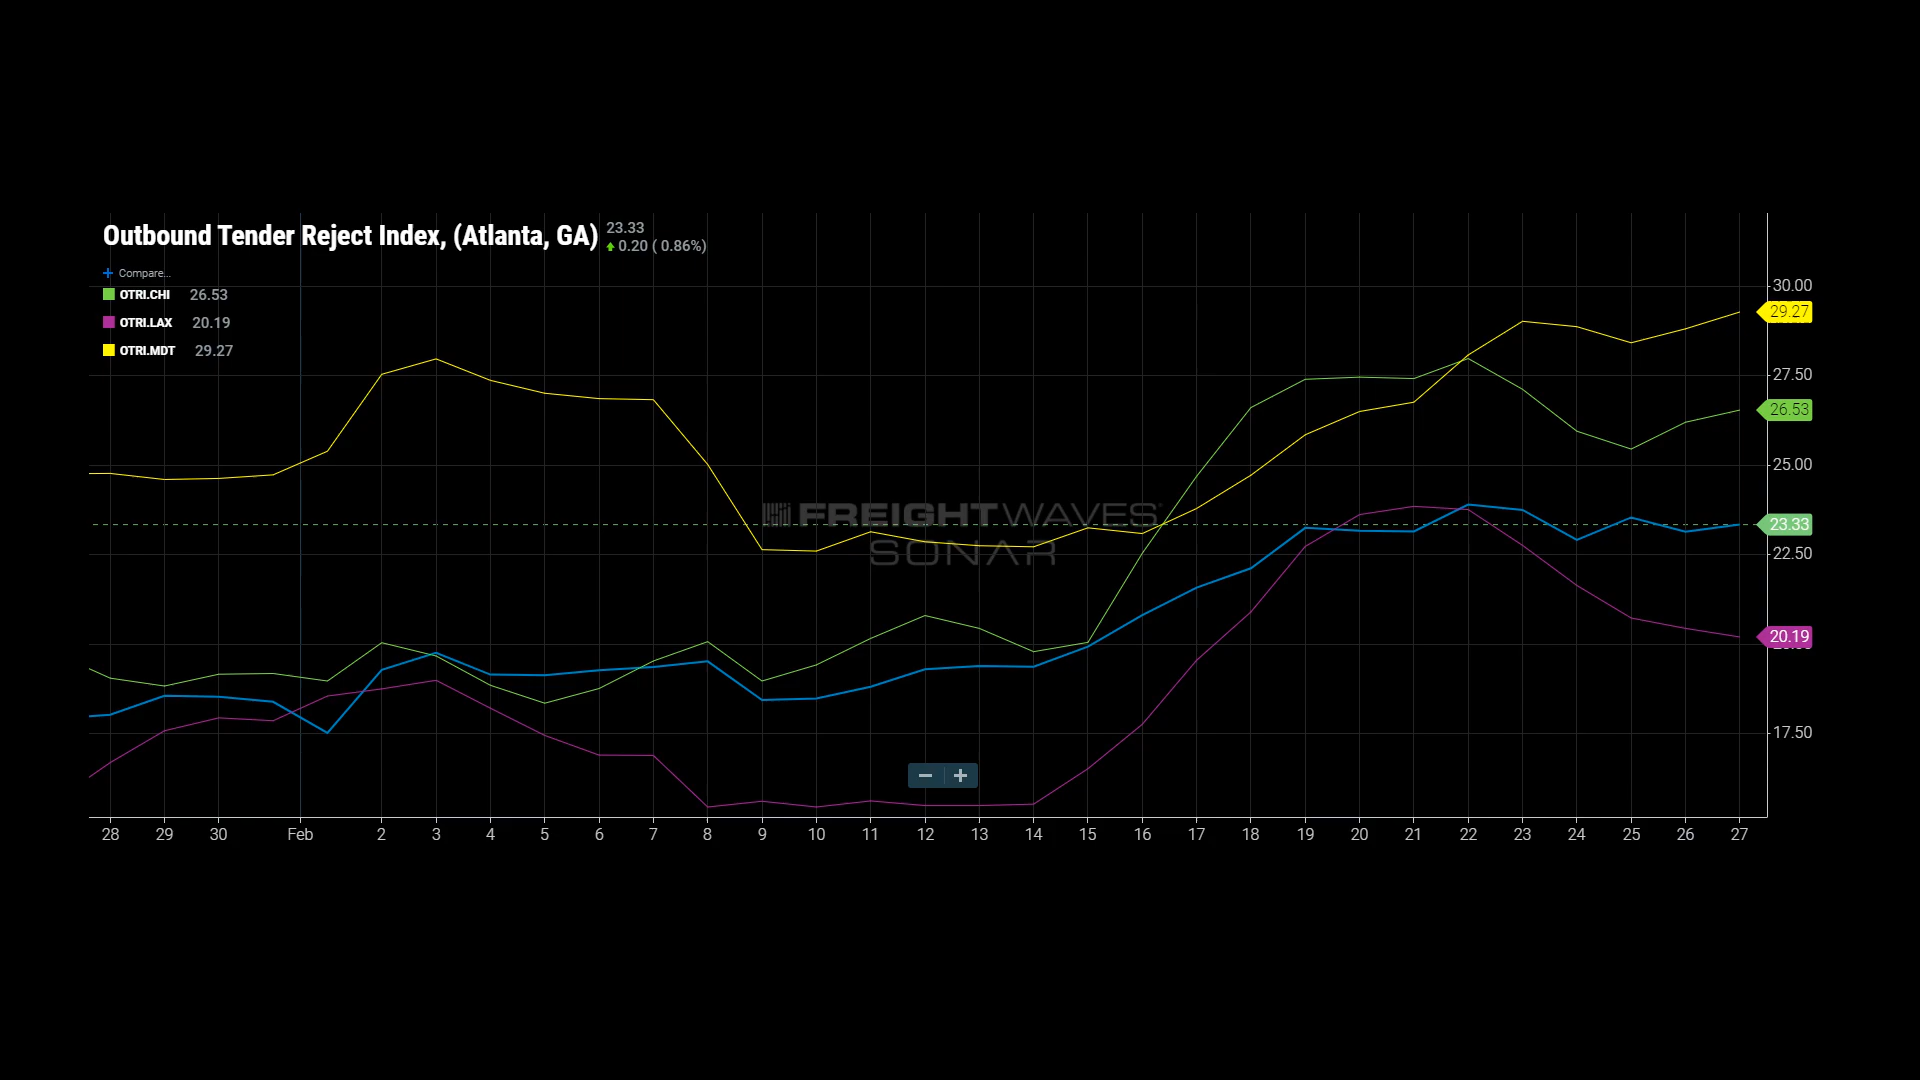 Outbound Tender Reject Index, (Atlanta, GA) 23.33
0.20 ( 0.86%)
+ Compare...
OTRI.CHI 26.53
OTRI.LAX 20.19
OTRI.MDT 29.27
FREIGHTWAVES
SONAR
30.00
29.27
27.50
26.53
25.00
23.33
22.50
20.19
17.50
− +
28 29 30 Feb 2 3 4 5 6 7 8 9 10 11 12 13 14 15 16 17 18 19 20 21 22 23 24 25 26 27